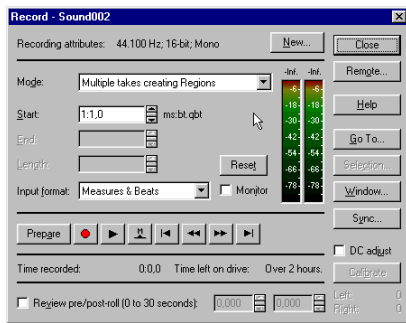 Record - Sound002
Recording attributes: 44.100 Hz; 16-bit; Mono
New...
Close
Mode: Multiple takes creating Regions
-Inf. -Inf.
Remote...
Start: 1:1,0 ms:bt.qbt
Help
End:
Go To...
Length:
Reset
Selection...
Input format: Measures & Beats
Monitor
Window...
-6 -6
-18 -18
-30 -30
-42 -42
-54 -54
-66 -66
-78 -78
Sync...
Prepare
M
DC adjust
Time recorded: 0:0,0 Time left on drive: Over 2 hours.
Calibrate
Review pre/post-roll (0 to 30 seconds): 0,000 0,000
Left: 0
Right: 0